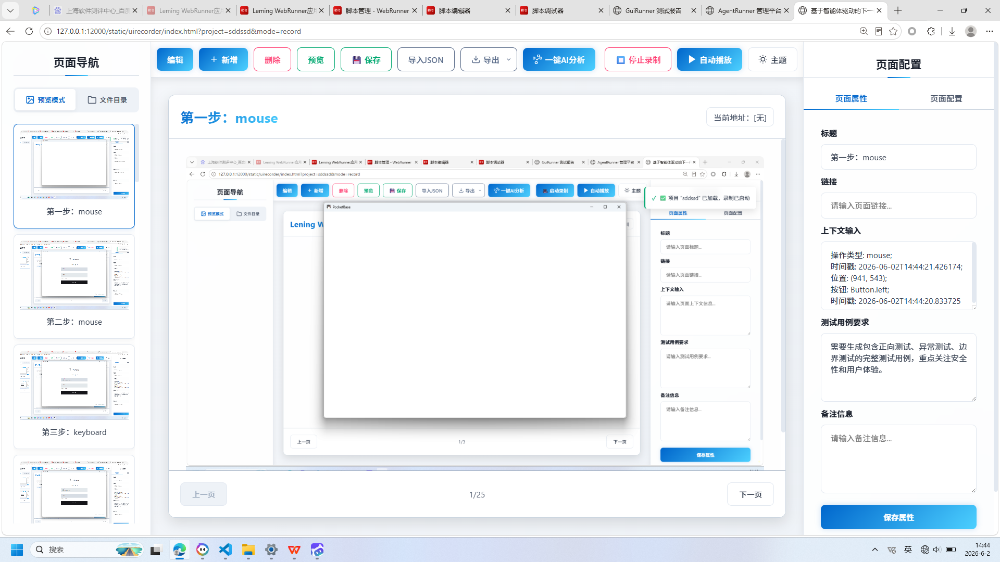 上海软件测评中心_百度
Leming WebRunner应用
Leming WebRunner应用
脚本管理 - WebRunner
脚本编辑器
脚本调试器
GuiRunner 测试报告
AgentRunner 管理平台
基于智能体驱动的下一
127.0.0.1:12000/static/uirecorder/index.html?project=sddssd&mode=record
页面导航
预览模式
文件目录
第一步：mouse
第二步：mouse
第三步：keyboard
编辑
+ 新增
删除
预览
保存
导入JSON
导出
一键AI分析
停止录制
自动播放
主题
第一步：mouse
当前地址：[无]
上海软件测评中心_百度
Leming WebRunner应用
Leming WebRunner应用
脚本管理 - WebRunner
脚本编辑器
脚本调试器
GuiRunner 测试报告
AgentRunner 管理平台
基于智能体驱动的下一
127.0.0.1:12000/static/uirecorder/index.html?project=sddssd&mode=record
页面导航
预览模式
文件目录
编辑
+ 新增
删除
预览
保存
导入JSON
导出
一键AI分析
启动录制
自动播放
主题
✓ ✅ 项目 "sddssd" 已加载，录制已启动
PocketBase
Lening W
页面属性
页面配置
标题
请输入页面标题...
链接
请输入页面链接...
上下文输入
请输入页面上下文信息...
测试用例要求
请输入测试用例要求...
备注信息
请输入备注信息...
保存属性
上一页
1/3
下一页
上一页
1/25
下一页
页面配置
页面属性
页面配置
标题
第一步：mouse
链接
请输入页面链接...
上下文输入
操作类型: mouse;
时间戳: 2026-06-02T14:44:21.426174;
位置: (941, 543);
按钮: Button.left;
时间戳: 2026-06-02T14:44:20.833725
测试用例要求
需要生成包含正向测试、异常测试、边
界测试的完整测试用例，重点关注安全
性和用户体验。
备注信息
请输入备注信息...
保存属性
搜索
英
14:44
2026-6-2